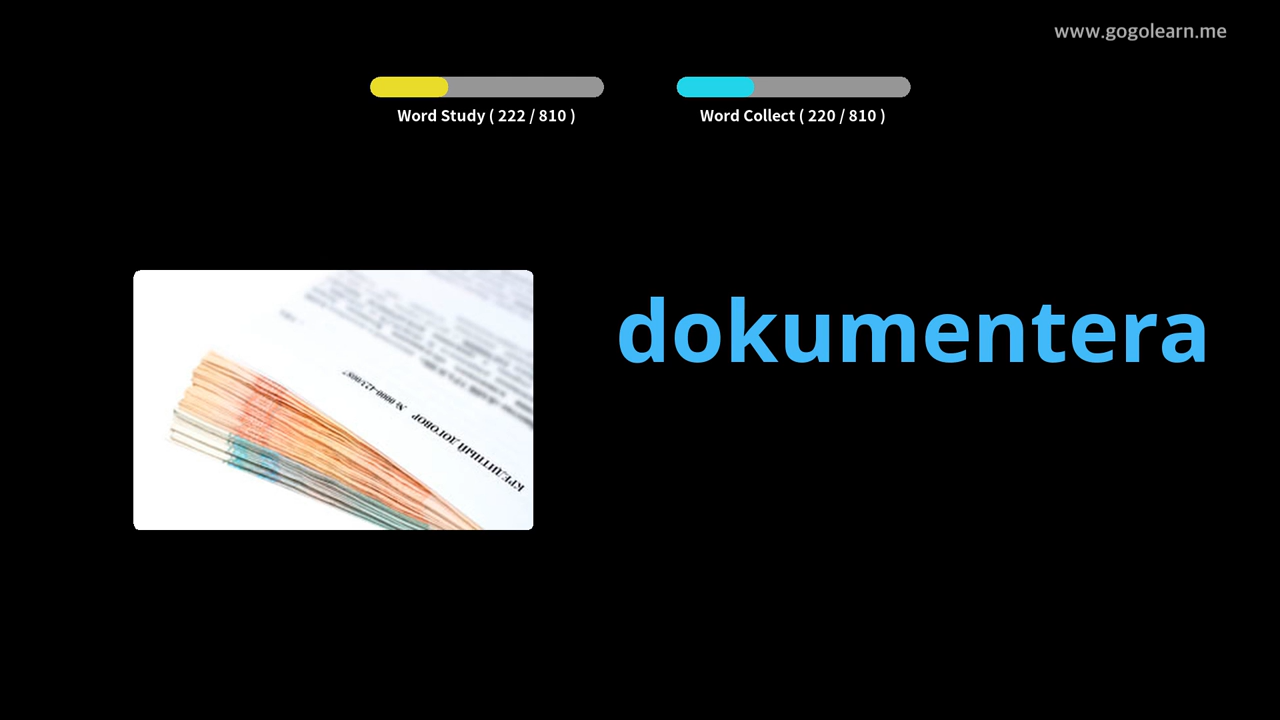 www.gogolearn.me
Word Study ( 222 / 810 )
Word Collect ( 220 / 810 )
dokumentera
КРЕДИТНЫЙ ДОГОВОР